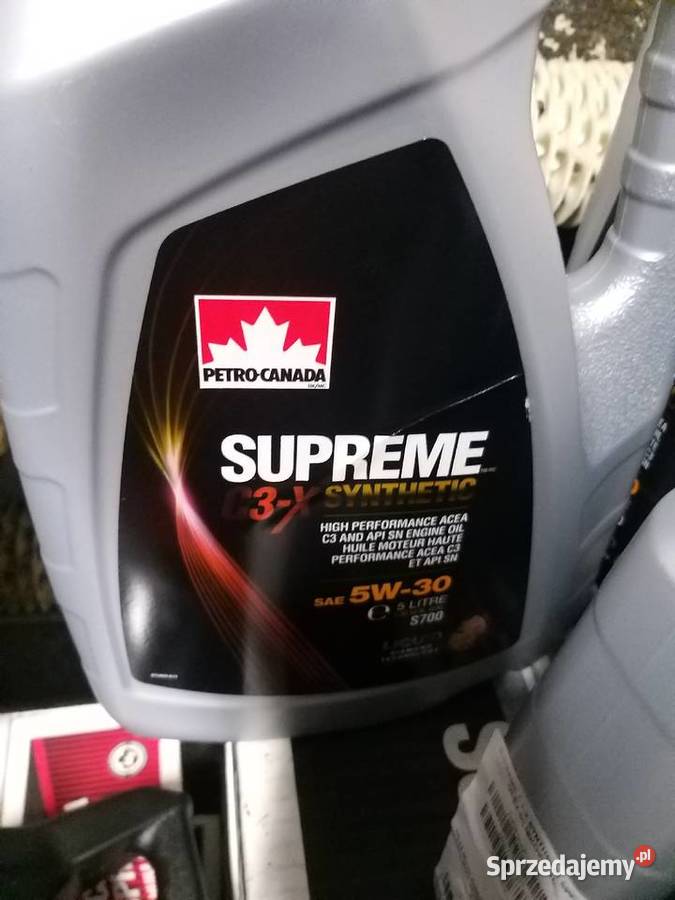 PETRO-CANADA
SUPREME
C3-X SYNTHETIC
HIGH PERFORMANCE ACEA
C3 AND API SN ENGINE OIL
HUILE MOTEUR HAUTE
PERFORMANCE ACEA C3
ET API SN
SAE 5W-30
5 LITRE
S700
Sprzedajemy.pl